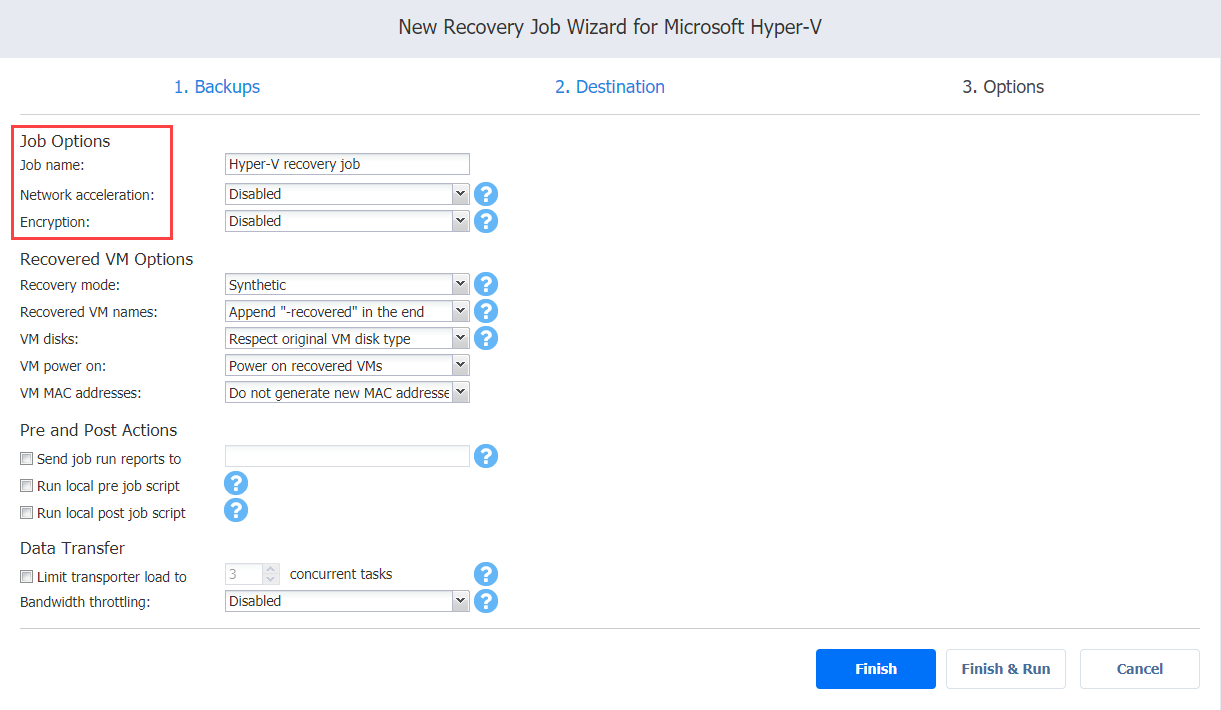 New Recovery Job Wizard for Microsoft Hyper-V
1. Backups 2. Destination 3. Options
Job Options
Job name: Hyper-V recovery job
Network acceleration: Disabled ?
Encryption: Disabled ?
Recovered VM Options
Recovery mode: Synthetic ?
Recovered VM names: Append "-recovered" in the end ?
VM disks: Respect original VM disk type ?
VM power on: Power on recovered VMs
VM MAC addresses: Do not generate new MAC addresse
Pre and Post Actions
Send job run reports to ?
Run local pre job script ?
Run local post job script ?
Data Transfer
Limit transporter load to 3 concurrent tasks ?
Bandwidth throttling: Disabled ?
Finish Finish & Run Cancel